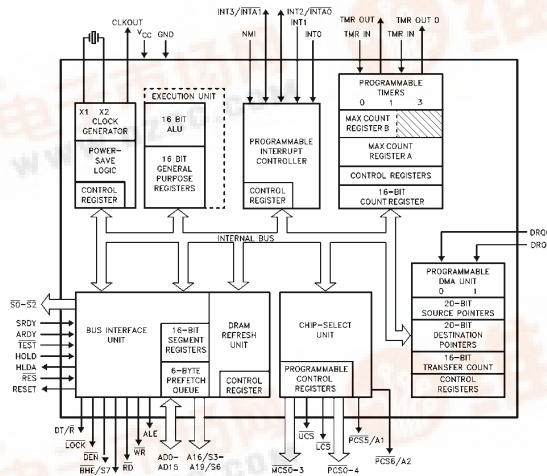 CLKOUT
VCC
GND
INT3/INTA1
INT2/INTA0
NMI
INT1
INT0
TMR OUT
TMR OUT 0
TMR IN
TMR IN
EXECUTION UNIT
X1
X2
CLOCK
GENERATOR
POWER-
SAVE
LOGIC
CONTROL
REGISTER
16 BIT
ALU
16 BIT
GENERAL
PURPOSE
REGISTERS
PROGRAMMABLE
INTERRUPT
CONTROLLER
CONTROL
REGISTER
PROGRAMMABLE
TIMERS
0 1 3
MAX COUNT
REGISTER B
MAX COUNT
REGISTER A
CONTROL REGISTERS
16-BIT
COUNT REGISTER
INTERNAL BUS
DRQ
DRQ
PROGRAMMABLE
DMA UNIT
0 1
20-BIT
SOURCE POINTERS
20-BIT
DESTINATION
POINTERS
16-BIT
TRANSFER COUNT
CONTROL
REGISTERS
S0-S2
SRDY
ARDY
TEST
HOLD
HLDA
RES
RESET
BUS INTERFACE
UNIT
16-BIT
SEGMENT
REGISTERS
6-BYTE
PREFETCH
QUEUE
DRAM
REFRESH
UNIT
CONTROL
REGISTER
CHIP-SELECT
UNIT
PROGRAMMABLE
CONTROL
REGISTERS
DT/R
LOCK
DEN
BHE/S7
RD
WR
ALE
AD0-
AD15
A16/S3-
A19/S6
MCS0-3
UCS
LCS
PCS0-4
PCS5/A1
PCS6/A2